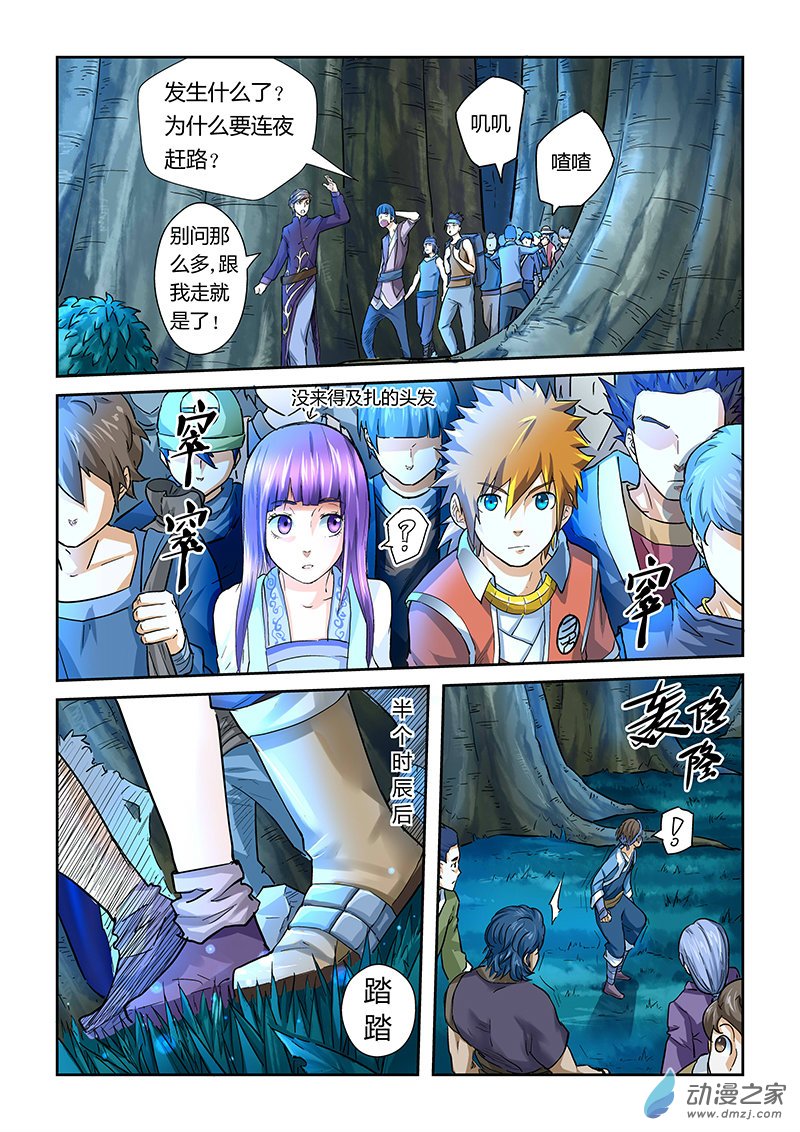 发生什么了？
为什么要连夜
赶路？
叽叽
喳喳
别问那
么多,跟
我走就
是了！
没来得及扎的头发
窣
窣
？
窣
半个时辰后
踏
踏
轰隆
隆
！
动漫之家
www.dmzj.com